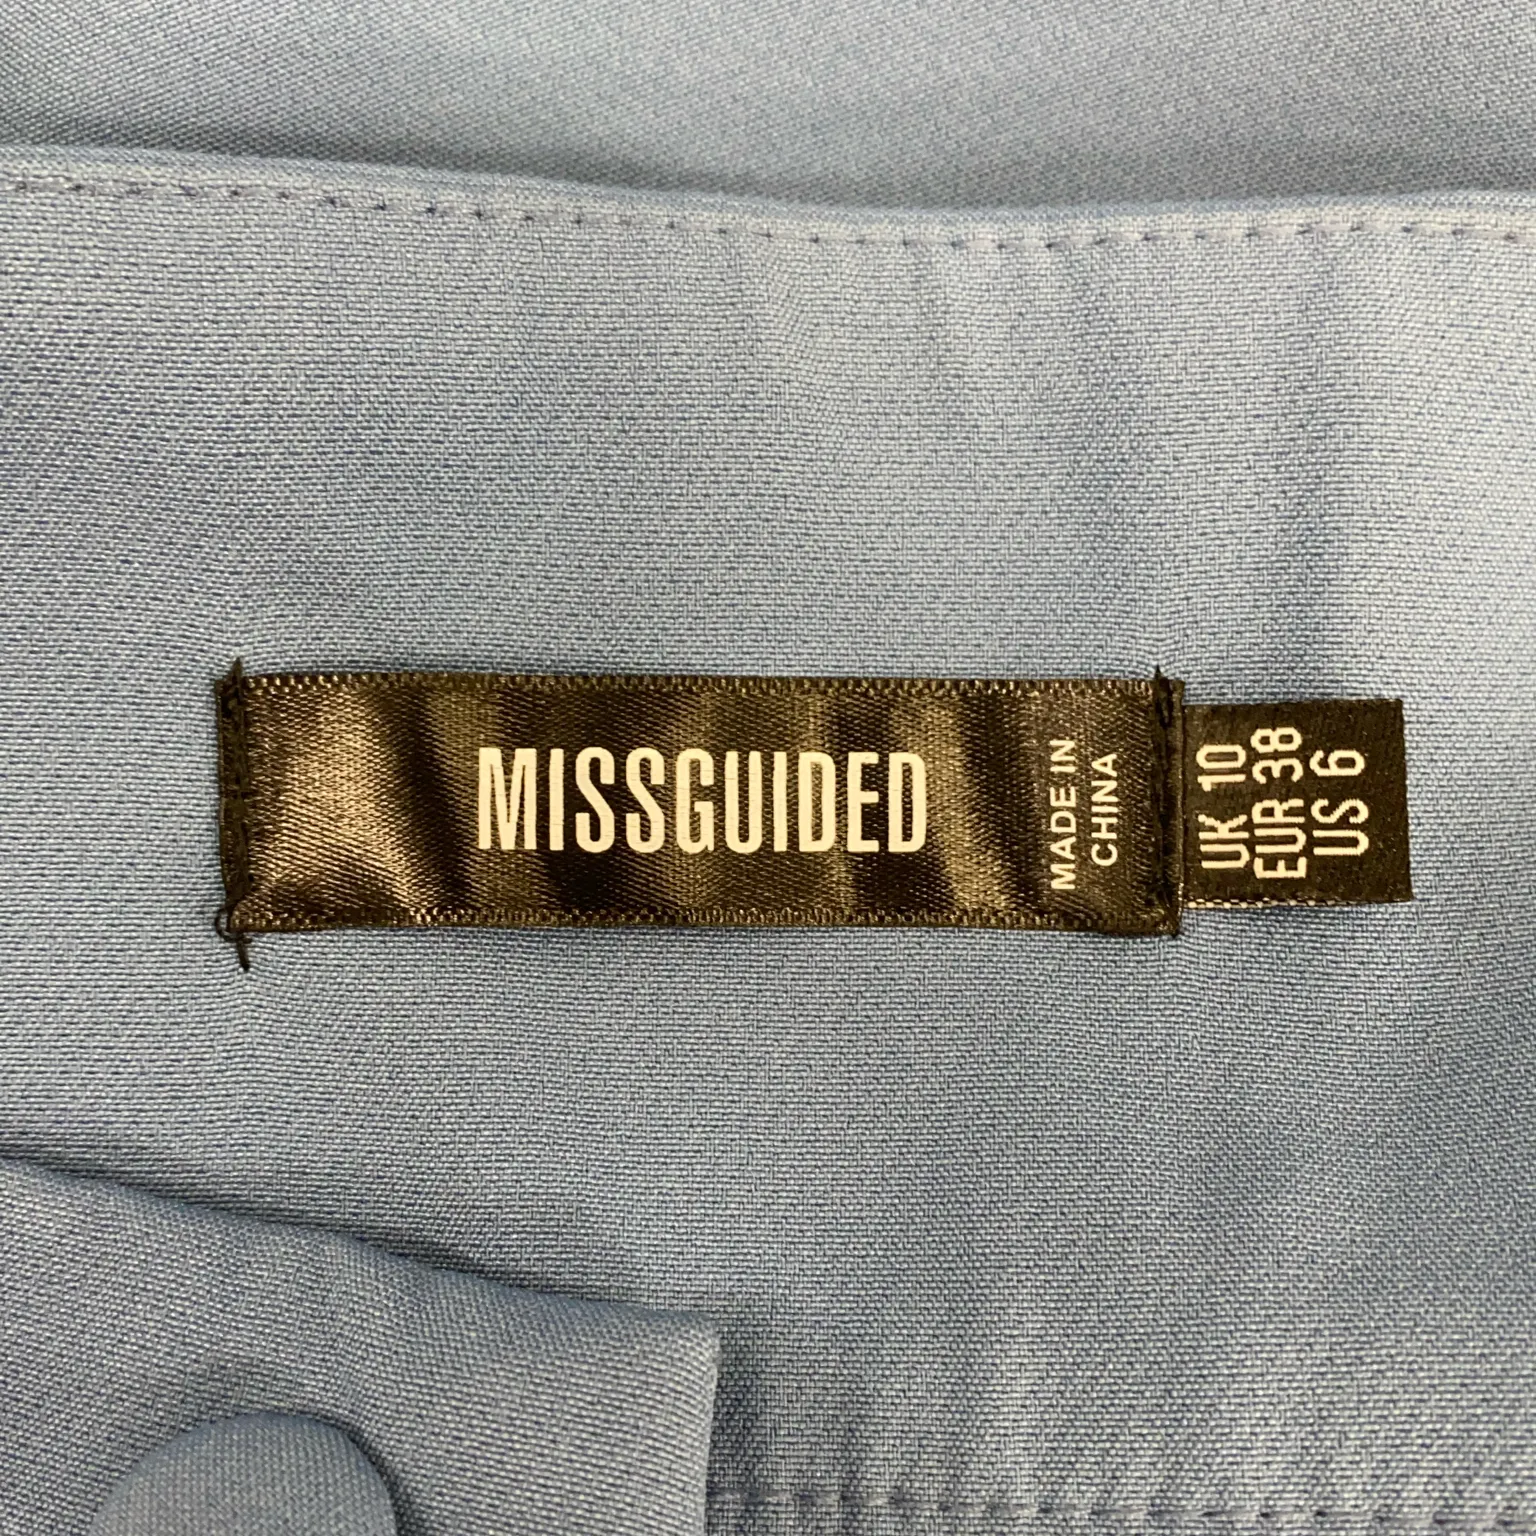 MISSGUIDED
MADE IN
CHINA
UK 10
EUR 38
US 6